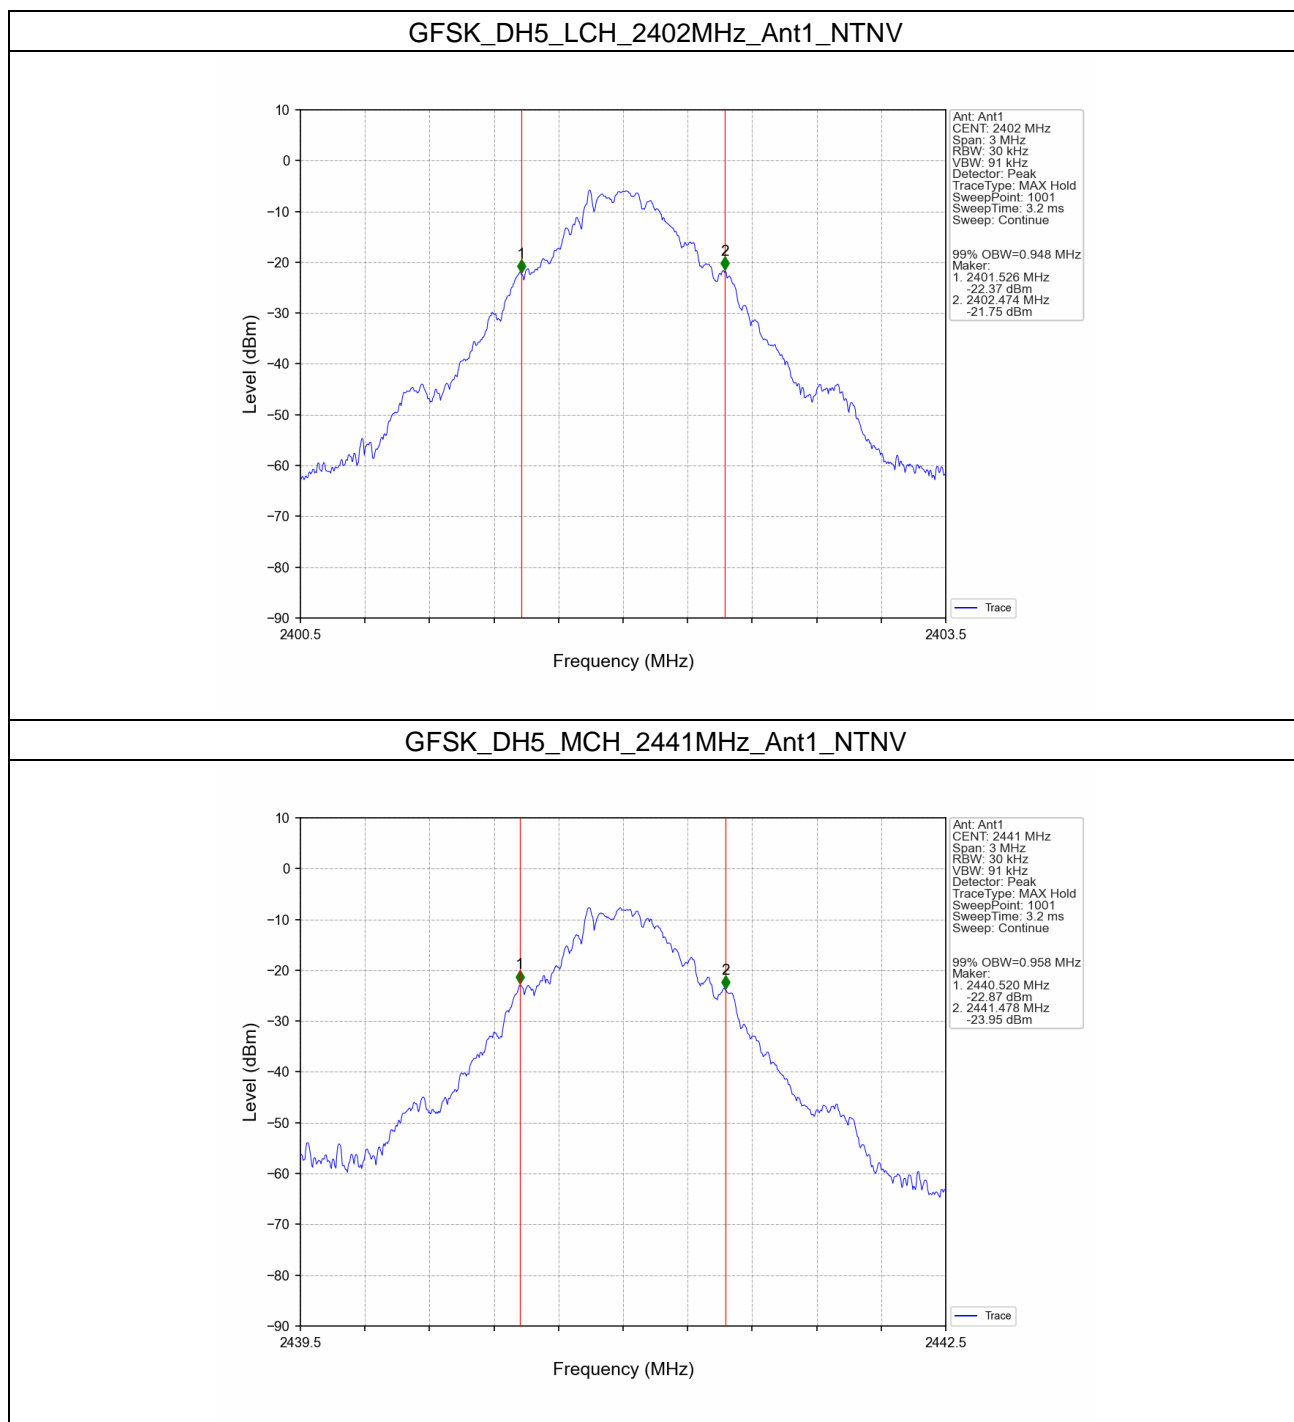 GFSK_DH5_LCH_2402MHz_Ant1_NTNV
10
0
−10
−20
−30
−40
−50
−60
−70
−80
−90
Level (dBm)
1
2
2400.5
2403.5
Frequency (MHz)
Ant: Ant1
CENT: 2402 MHz
Span: 3 MHz
RBW: 30 kHz
VBW: 91 kHz
Detector: Peak
TraceType: MAX Hold
SweepPoint: 1001
SweepTime: 3.2 ms
Sweep: Continue
99% OBW=0.948 MHz
Maker:
1. 2401.526 MHz
-22.37 dBm
2. 2402.474 MHz
-21.75 dBm
Trace
GFSK_DH5_MCH_2441MHz_Ant1_NTNV
10
0
−10
−20
−30
−40
−50
−60
−70
−80
−90
Level (dBm)
1
2
2439.5
2442.5
Frequency (MHz)
Ant: Ant1
CENT: 2441 MHz
Span: 3 MHz
RBW: 30 kHz
VBW: 91 kHz
Detector: Peak
TraceType: MAX Hold
SweepPoint: 1001
SweepTime: 3.2 ms
Sweep: Continue
99% OBW=0.958 MHz
Maker:
1. 2440.520 MHz
-22.87 dBm
2. 2441.478 MHz
-23.95 dBm
Trace